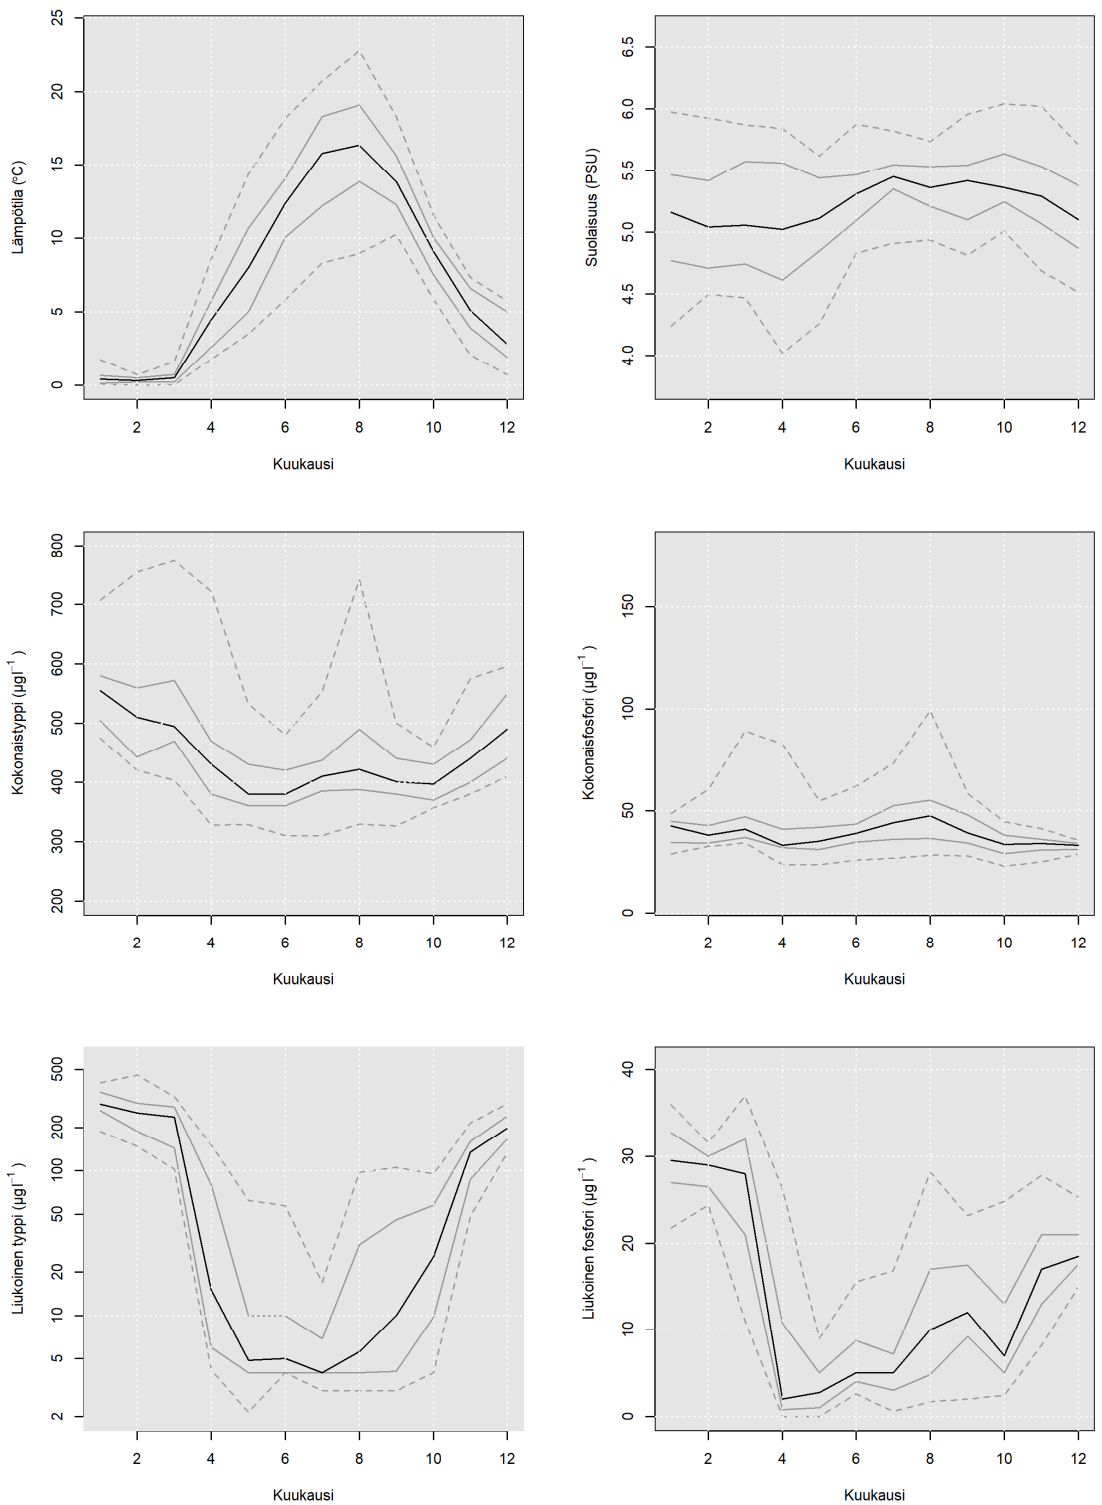 25
20
15
10
5
0
Lämpötila (°C)
2 4 6 8 10 12
Kuukausi
6.5
6.0
5.5
5.0
4.5
4.0
Suolaisuus (PSU)
2 4 6 8 10 12
Kuukausi
800
700
600
500
400
300
200
Kokonaistyppi (µg l⁻¹ )
2 4 6 8 10 12
Kuukausi
150
100
50
0
Kokonaisfosfori (µg l⁻¹ )
2 4 6 8 10 12
Kuukausi
500
200
100
50
20
10
5
2
Liukoinen typpi (µg l⁻¹ )
2 4 6 8 10 12
Kuukausi
40
30
20
10
0
Liukoinen fosfori (µg l⁻¹ )
2 4 6 8 10 12
Kuukausi